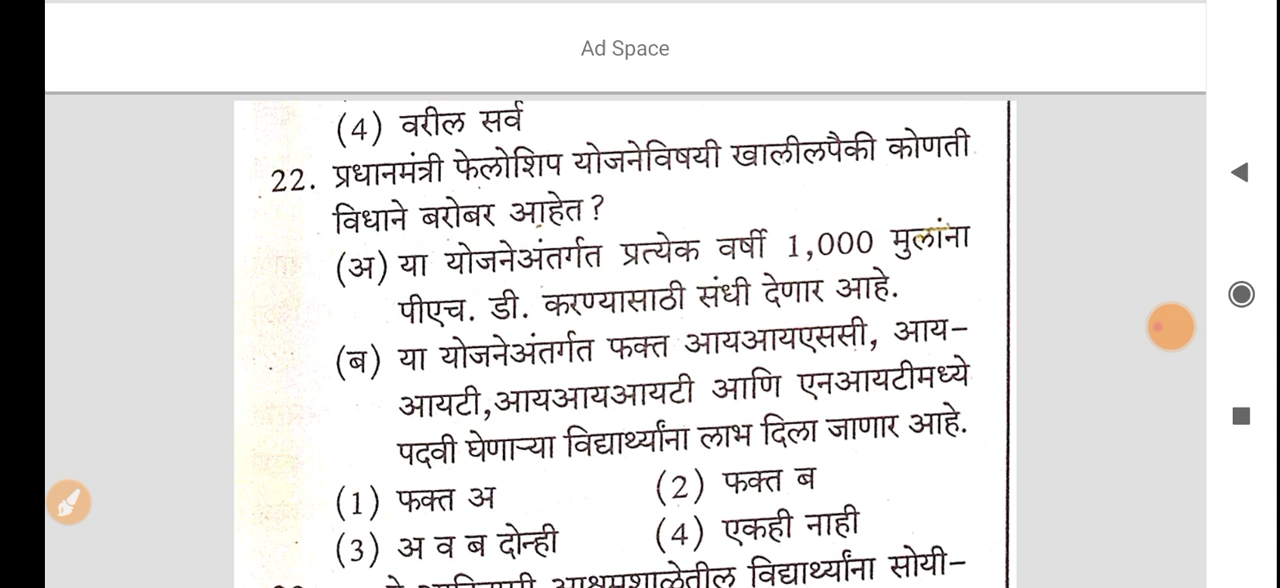 Ad Space
(4) वरील सर्व
22. प्रधानमंत्री फेलोशिप योजनेविषयी खालीलपैकी कोणती
विधाने बरोबर आहेत?
(अ) या योजनेअंतर्गत प्रत्येक वर्षी 1,000 मुलांना
पीएच. डी. करण्यासाठी संधी देणार आहे.
(ब) या योजनेअंतर्गत फक्त आयआयएससी, आय-
आयटी,आयआयआयटी आणि एनआयटीमध्ये
पदवी घेणाऱ्या विद्यार्थ्यांना लाभ दिला जाणार आहे.
(1) फक्त अ (2) फक्त ब
(3) अ व ब दोन्ही (4) एकही नाही
आश्रमशाळेतील विद्यार्थ्यांना सोयी-